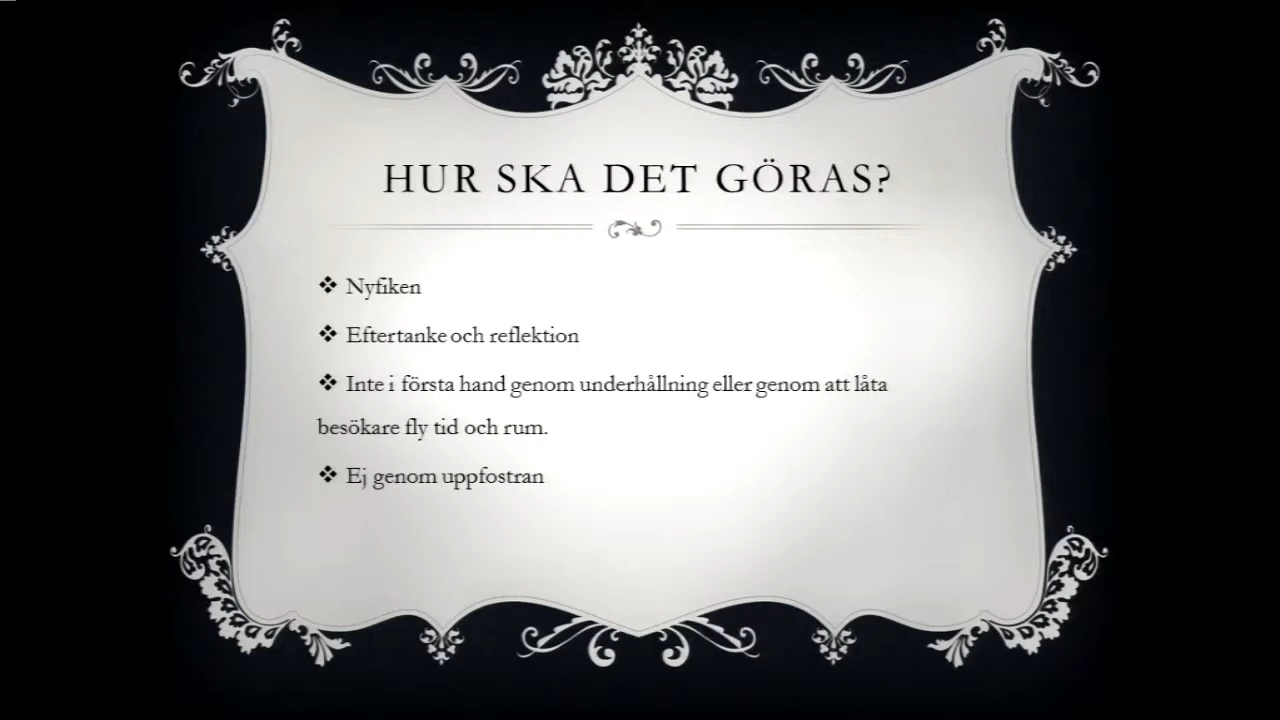 HUR SKA DET GÖRAS?
❖ Nyfiken
❖ Eftertanke och reflektion
❖ Inte i första hand genom underhållning eller genom att låta
besökare fly tid och rum.
❖ Ej genom uppfostran